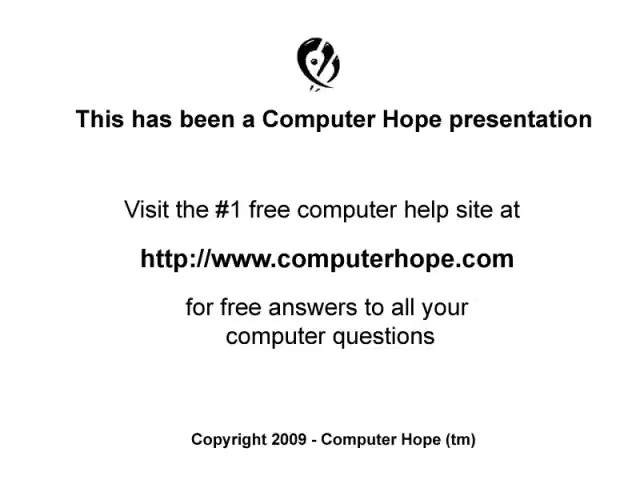 This has been a Computer Hope presentation
Visit the #1 free computer help site at
http://www.computerhope.com
for free answers to all your
computer questions
Copyright 2009 - Computer Hope (tm)